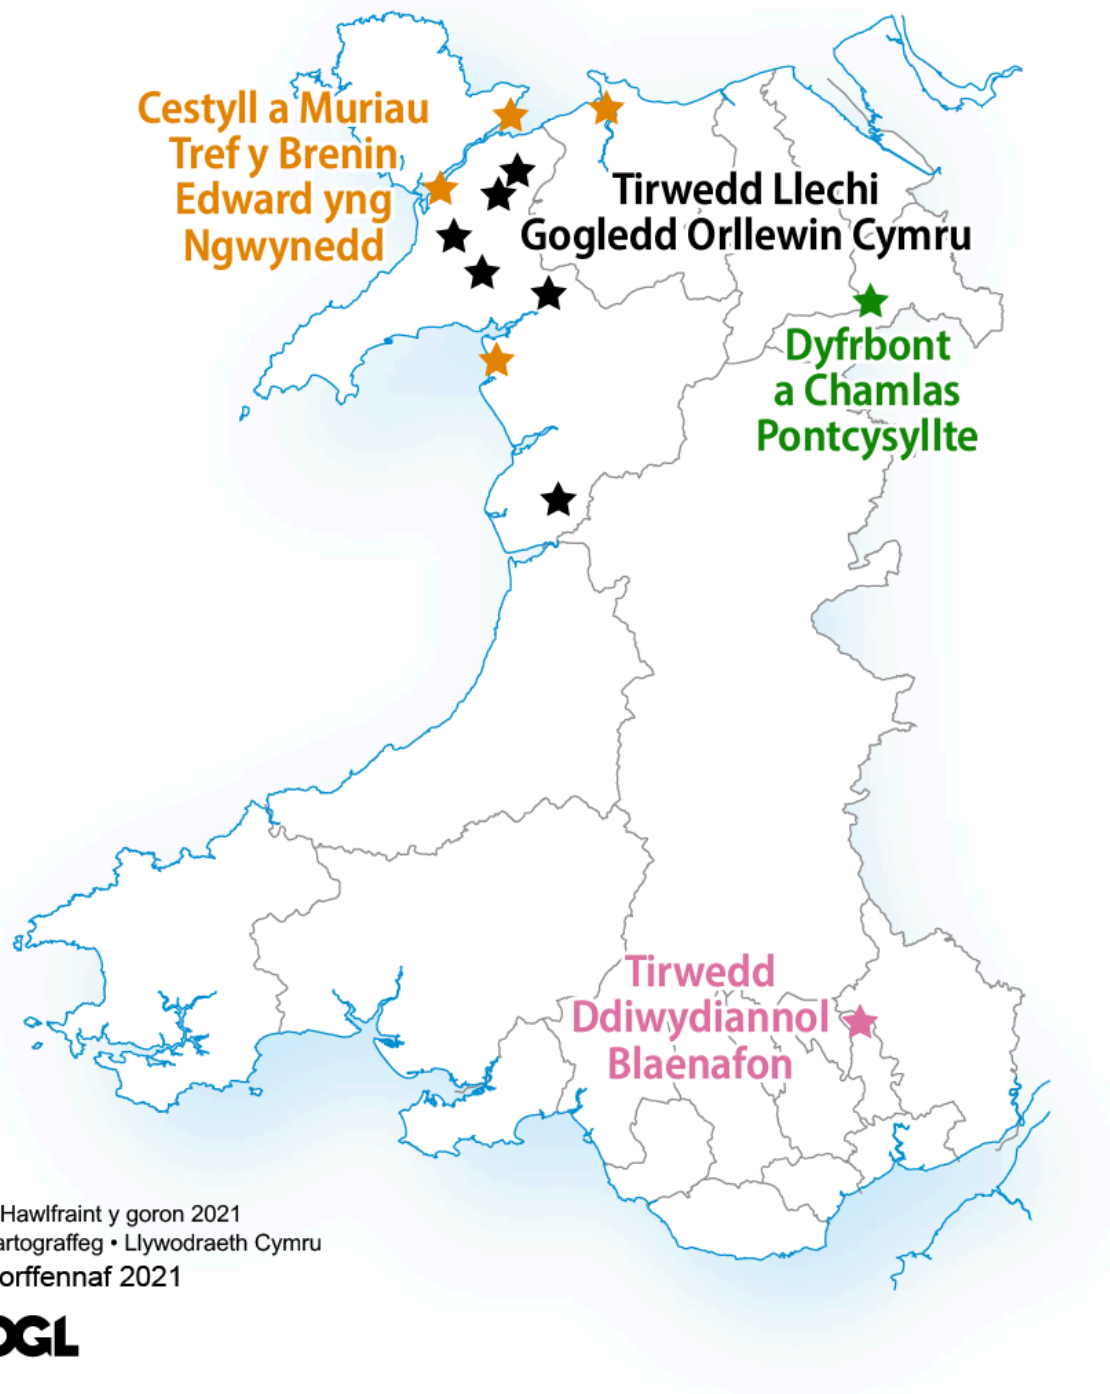 Cestyll a Muriau
Tref y Brenin
Edward yng
Ngwynedd
Tirwedd Llechi
Gogledd Orllewin Cymru
Dyfrbont
a Chamlas
Pontcysyllte
Tirwedd
Ddiwydiannol
Blaenafon
Hawlfraint y goron 2021
artograffeg • Llywodraeth Cymru
orffennaf 2021
OGL